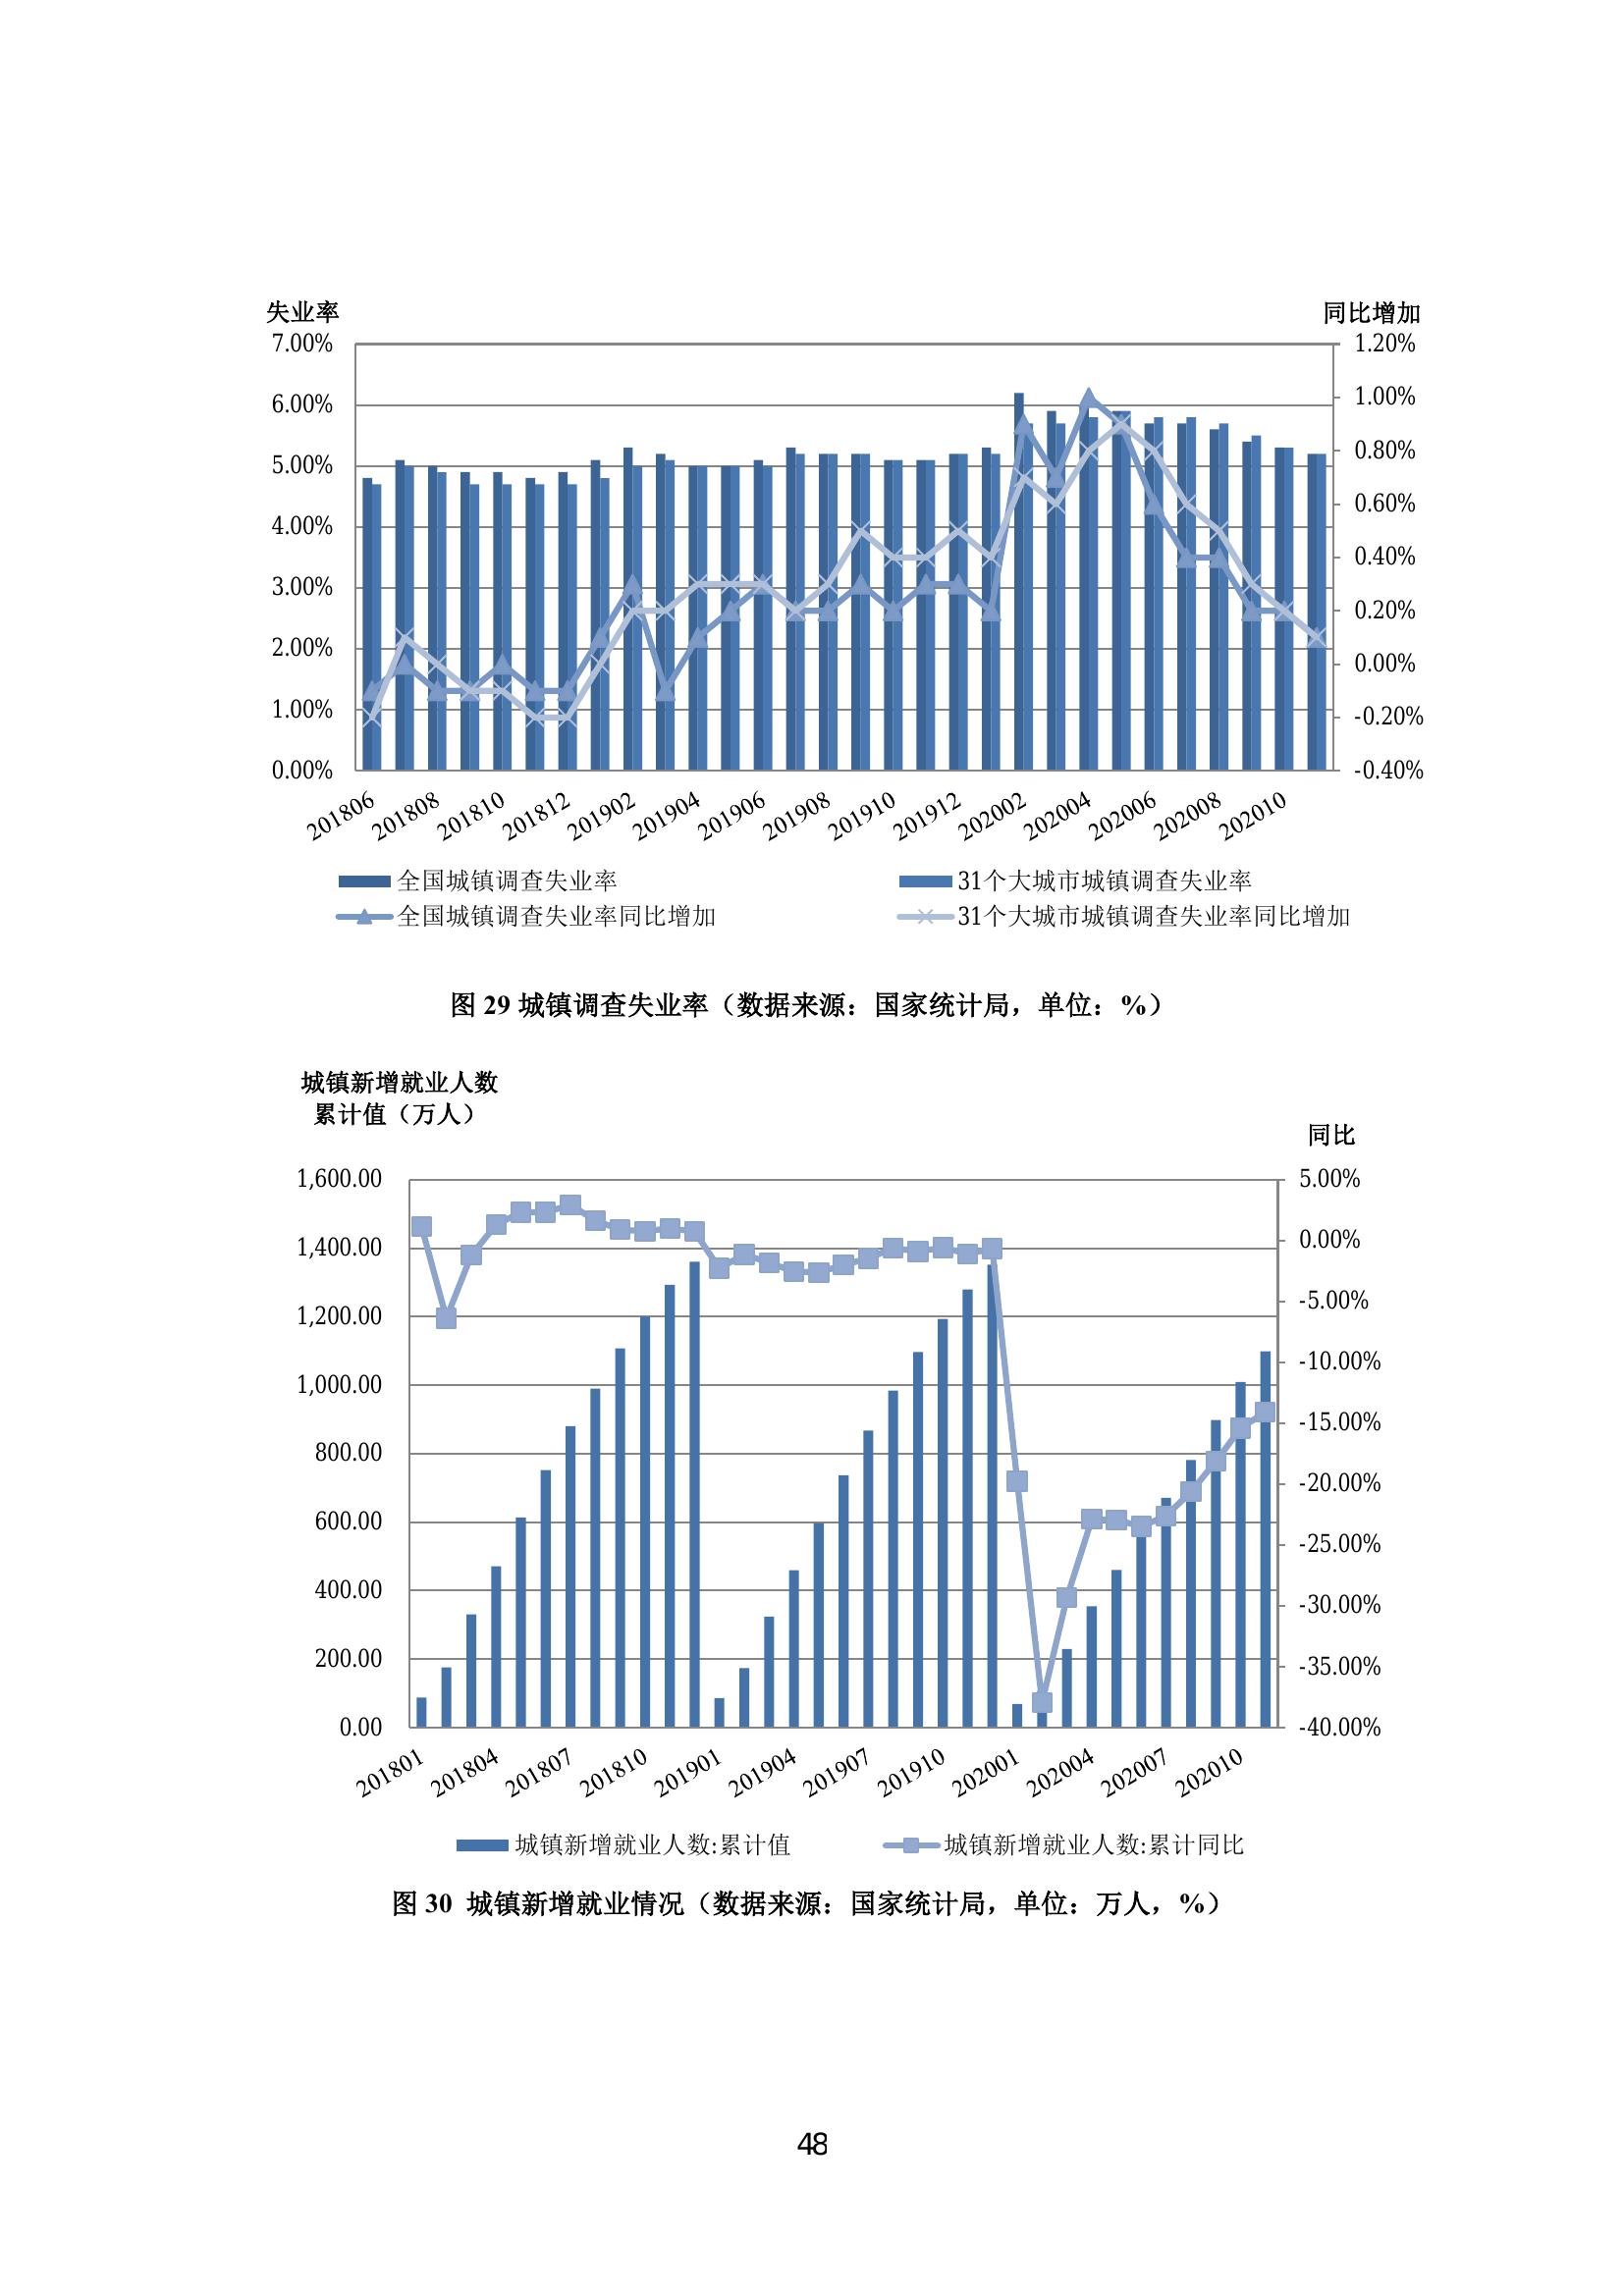 失业率 同比增加
7.00% 1.20%
6.00% 1.00%
5.00% 0.80%
4.00% 0.60%
3.00% 0.40%
2.00% 0.20%
1.00% 0.00%
0.00% -0.20%
-0.40%
201806 201808 201810 201812 201902 201904 201906 201908 201910 201912 202002 202004 202006 202008 202010
全国城镇调查失业率 31个大城市城镇调查失业率
全国城镇调查失业率同比增加 31个大城市城镇调查失业率同比增加
图 29 城镇调查失业率（数据来源：国家统计局，单位：%）
城镇新增就业人数
累计值（万人）
同比
1,600.00 5.00%
1,400.00 0.00%
1,200.00 -5.00%
1,000.00 -10.00%
800.00 -15.00%
600.00 -20.00%
400.00 -25.00%
200.00 -30.00%
0.00 -35.00%
-40.00%
201801 201804 201807 201810 201901 201904 201907 201910 202001 202004 202007 202010
城镇新增就业人数:累计值 城镇新增就业人数:累计同比
图 30 城镇新增就业情况（数据来源：国家统计局，单位：万人，%）
48